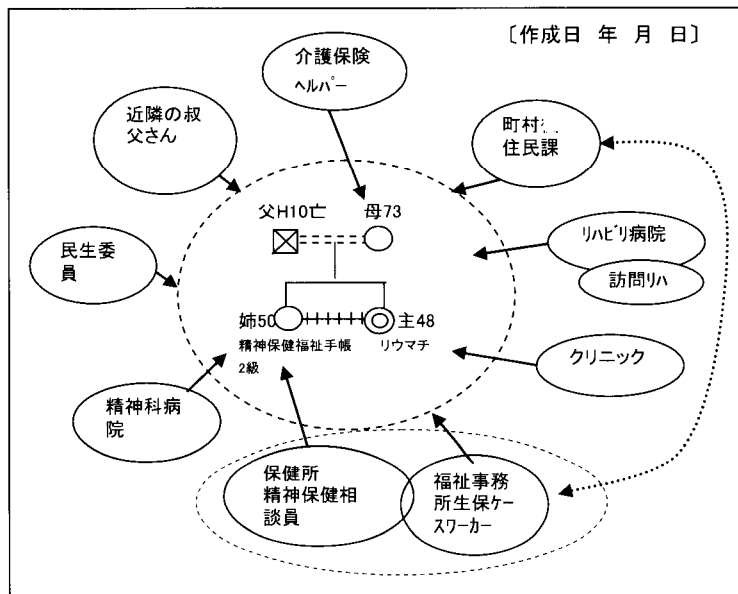 〔作成日 年 月 日〕
介護保険
ヘルパー
近隣の叔
父さん
町村
住民課
父H10亡
母73
民生委
員
リハビリ病院
訪問リハ
姉50
主48
精神保健福祉手帳
2級
リウマチ
クリニック
精神科病
院
保健所
精神保健相
談員
福祉事務
所生保ケー
スワーカー